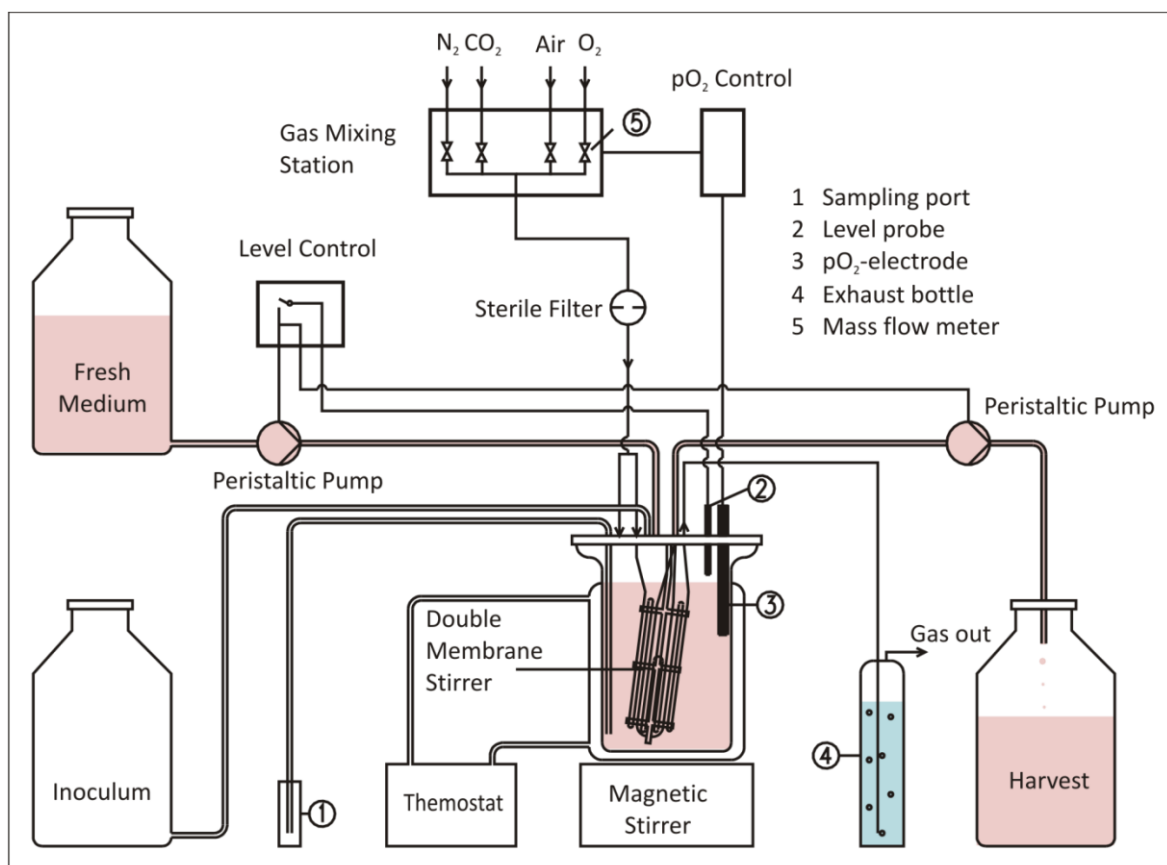 N₂ CO₂ Air O₂
pO₂ Control
Gas Mixing
Station
5
1 Sampling port
2 Level probe
3 pO₂-electrode
4 Exhaust bottle
5 Mass flow meter
Level Control
Sterile Filter
Fresh
Medium
Peristaltic Pump
Peristaltic Pump
2
3
Double
Membrane
Stirrer
Gas out
4
Inoculum
1
Themostat
Magnetic
Stirrer
Harvest